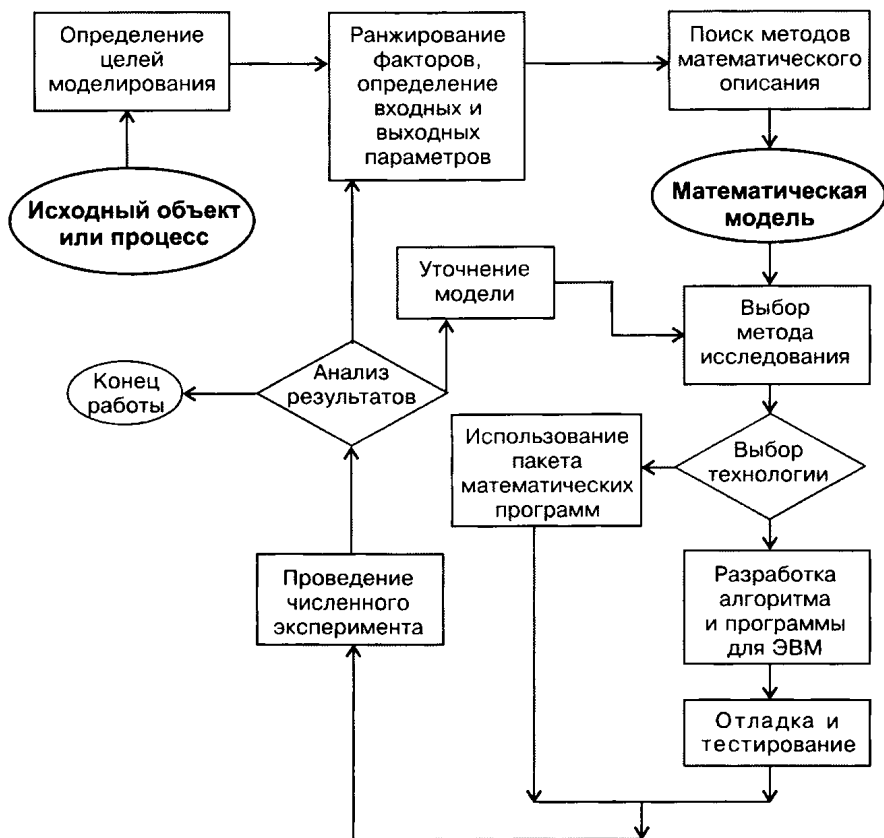 Определение
целей
моделирования
Ранжирование
факторов,
определение
входных и
выходных
параметров
Поиск методов
математического
описания
Исходный объект
или процесс
Математическая
модель
Уточнение
модели
Выбор
метода
исследования
Конец
работы
Анализ
результатов
Использование
пакета
математических
программ
Выбор
технологии
Проведение
численного
эксперимента
Разработка
алгоритма
и программы
для ЭВМ
Отладка и
тестирование